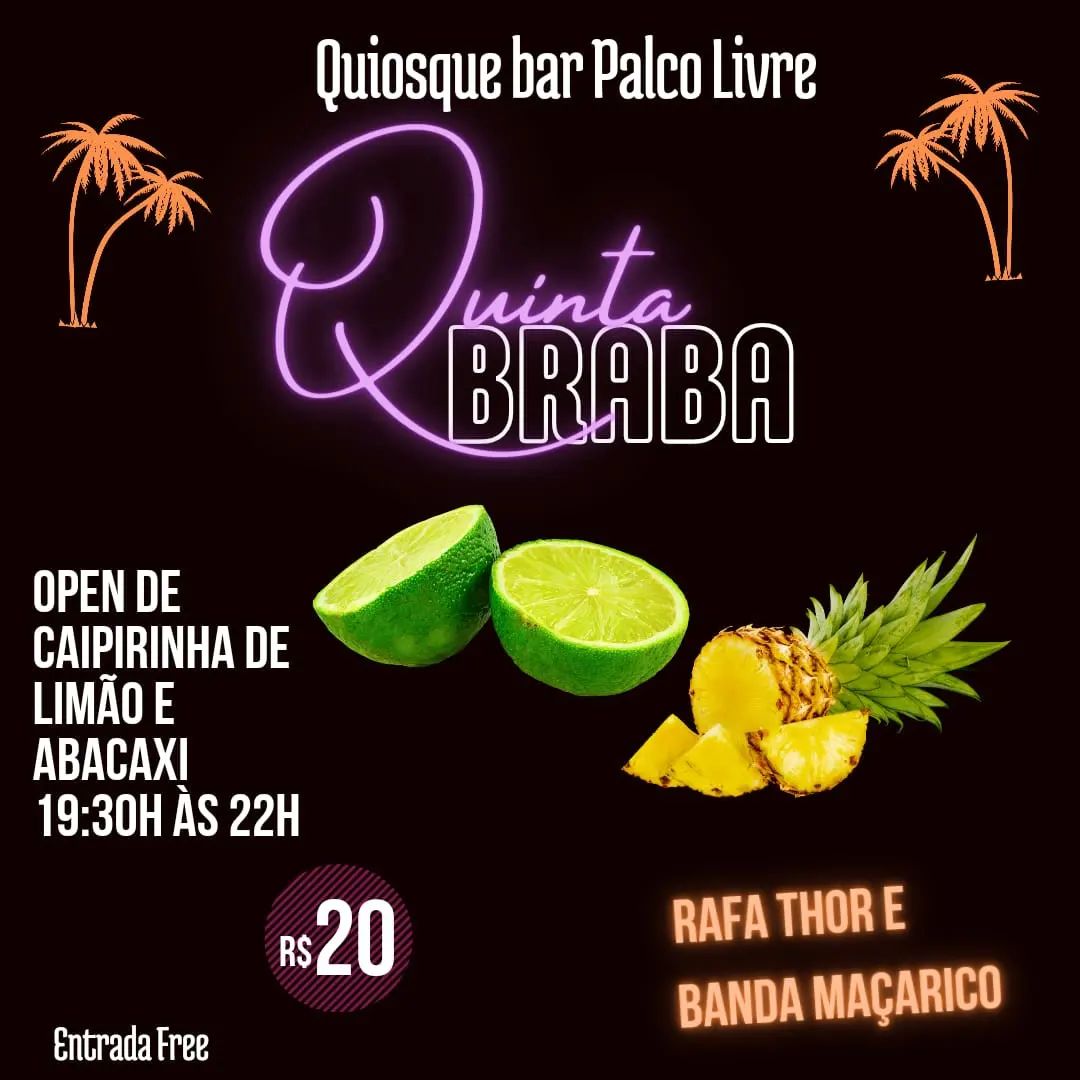 Quiosque bar Palco Livre
Quinta
BRABA
OPEN DE
CAIPIRINHA DE
LIMÃO E
ABACAXI
19:30H ÀS 22H
R$20
RAFA THOR E
BANDA MAÇARICO
Entrada Free